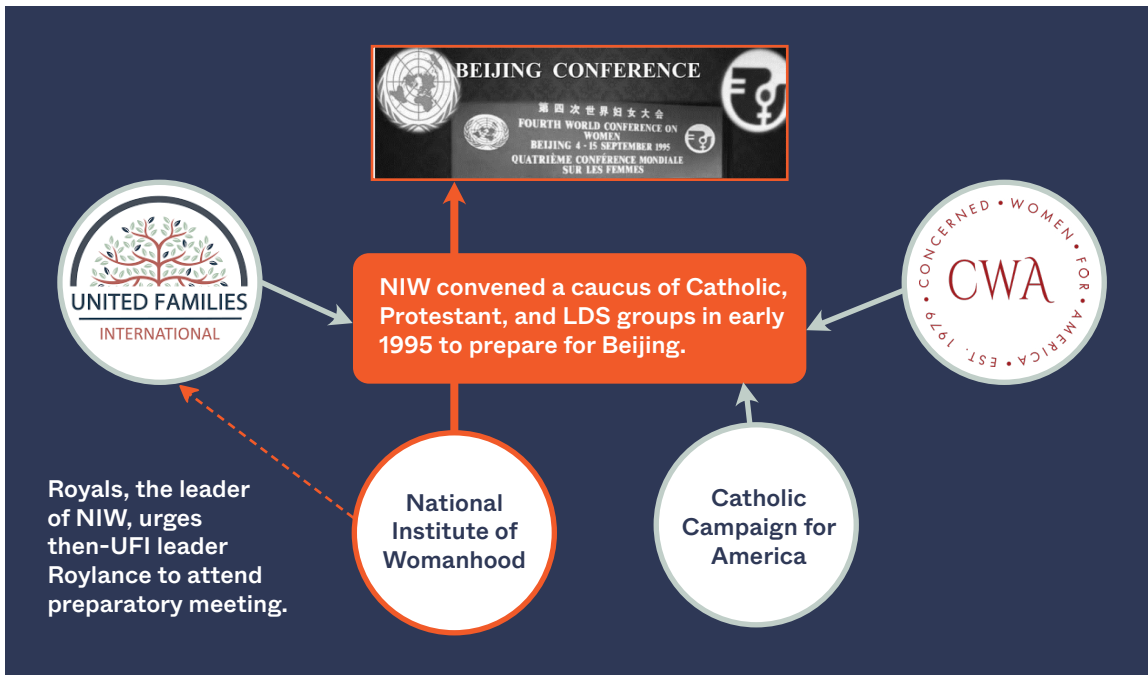 BEIJING CONFERENCE
第四次世界妇女大会
FOURTH WORLD CONFERENCE ON
WOMEN
BEIJING 4 - 15 SEPTEMBER 1995
QUATRIÈME CONFÉRENCE MONDIALE
SUR LES FEMMES
UNITED FAMILIES
INTERNATIONAL
NIW convened a caucus of Catholic,
Protestant, and LDS groups in early
1995 to prepare for Beijing.
CONCERNED • WOMEN • FOR • AMERICA • EST. 1979 •
CWA
Royals, the leader
of NIW, urges
then-UFI leader
Roylance to attend
preparatory meeting.
National
Institute of
Womanhood
Catholic
Campaign for
America